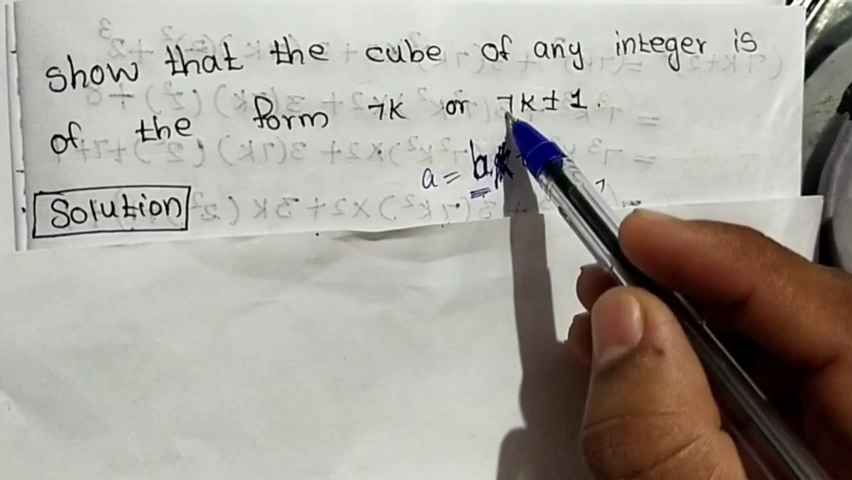 show that the cube of any integer is
of the form 7K or 7K ± 1.
a = b
Solution